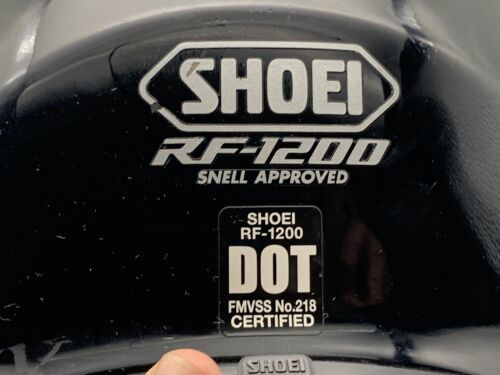 SHOEI
RF-1200
SNELL APPROVED
SHOEI
RF-1200
DOT
FMVSS No.218
CERTIFIED
SHOEI